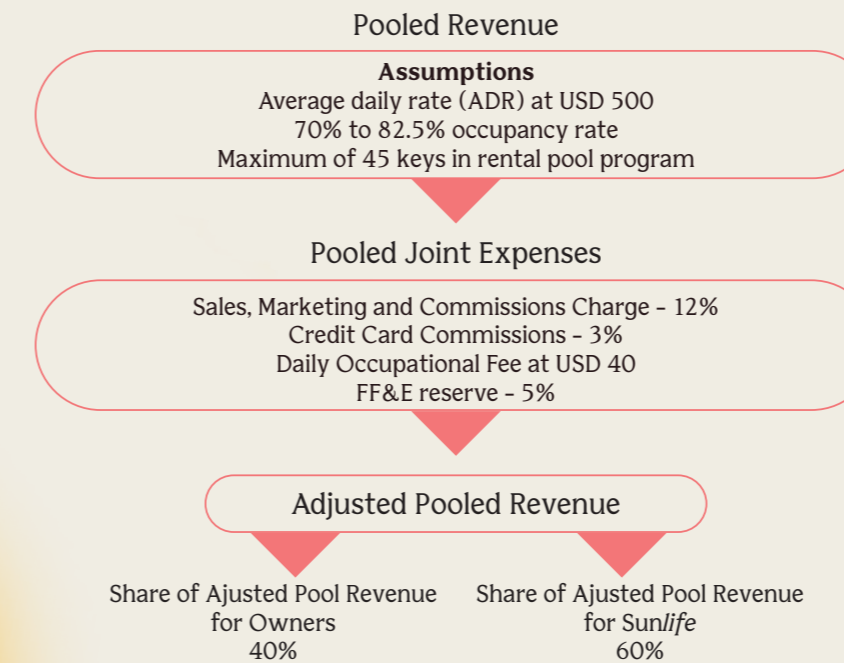 Pooled Revenue
Assumptions
Average daily rate (ADR) at USD 500
70% to 82.5% occupancy rate
Maximum of 45 keys in rental pool program
Pooled Joint Expenses
Sales, Marketing and Commissions Charge - 12%
Credit Card Commissions - 3%
Daily Occupational Fee at USD 40
FF&E reserve - 5%
Adjusted Pooled Revenue
Share of Ajusted Pool Revenue
for Owners
40%
Share of Ajusted Pool Revenue
for Sunlife
60%